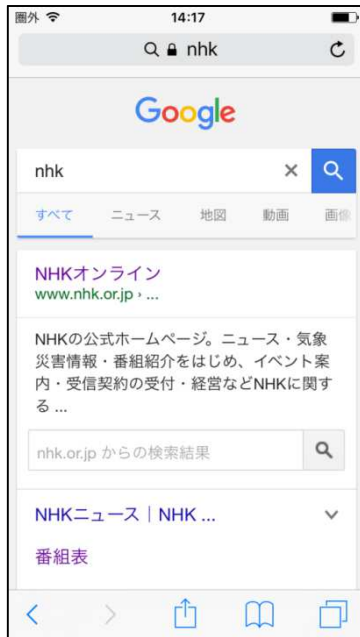 圏外 14:17
nhk
Google
nhk
すべて ニュース 地図 動画 画像
NHKオンライン
www.nhk.or.jp › ...
NHKの公式ホームページ。ニュース・気象
災害情報・番組紹介をはじめ、イベント案
内・受信契約の受付・経営などNHKに関す
る ...
nhk.or.jp からの検索結果
NHKニュース｜NHK ...
番組表